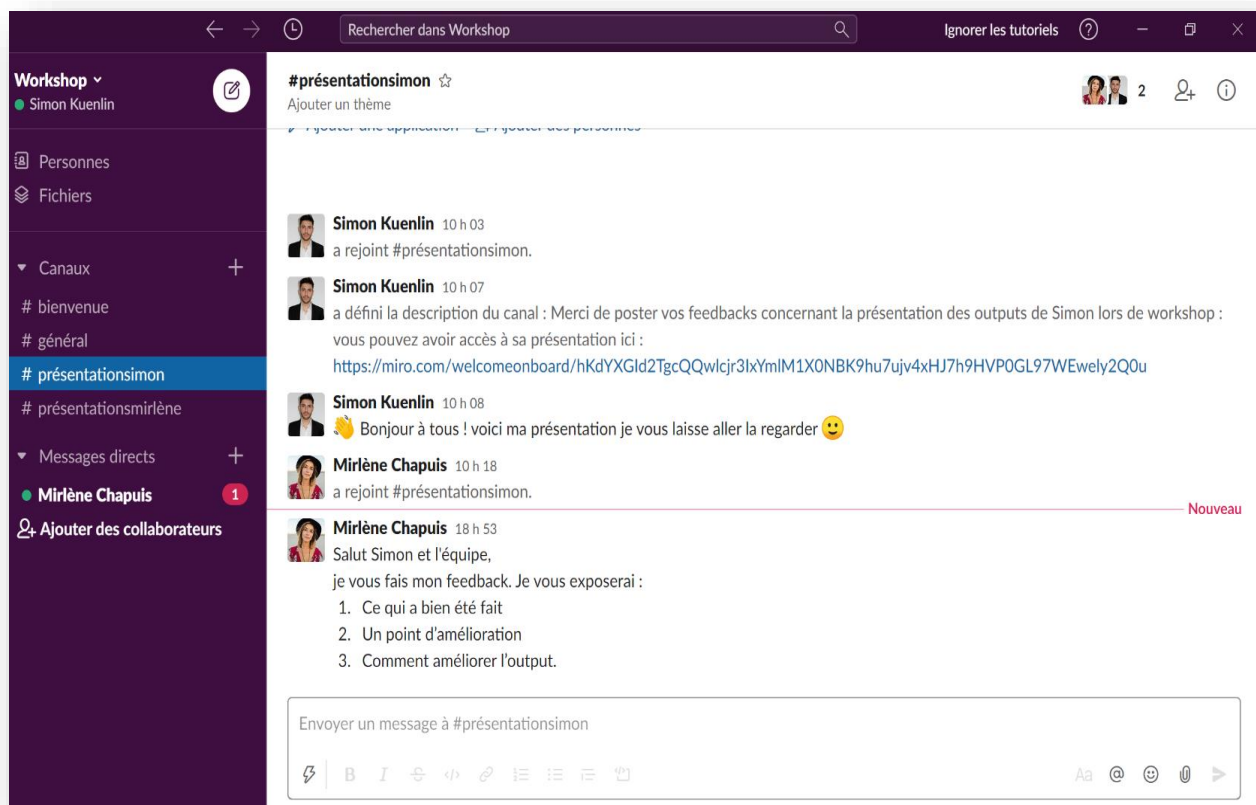 Rechercher dans Workshop
Ignorer les tutoriels
Workshop
Simon Kuenlin
Personnes
Fichiers
Canaux
# bienvenue
# général
# présentationsimon
# présentationsmirlène
Messages directs
Mirlène Chapuis 1
Ajouter des collaborateurs
#présentationsimon
Ajouter un thème
2
Ajouter une application Ajouter des personnes
Simon Kuenlin 10 h 03
a rejoint #présentationsimon.
Simon Kuenlin 10 h 07
a défini la description du canal : Merci de poster vos feedbacks concernant la présentation des outputs de Simon lors de workshop :
vous pouvez avoir accès à sa présentation ici :
https://miro.com/welcomeonboard/hKdYXGId2TgcQQwlcjr3IxYmlM1X0NBK9hu7ujv4xHJ7h9HVP0GL97WEwely2Q0u
Simon Kuenlin 10 h 08
Bonjour à tous ! voici ma présentation je vous laisse aller la regarder
Mirlène Chapuis 10 h 18
a rejoint #présentationsimon.
Nouveau
Mirlène Chapuis 18 h 53
Salut Simon et l'équipe,
je vous fais mon feedback. Je vous exposerai :
1. Ce qui a bien été fait
2. Un point d'amélioration
3. Comment améliorer l'output.
Envoyer un message à #présentationsimon
B I S </>
Aa @